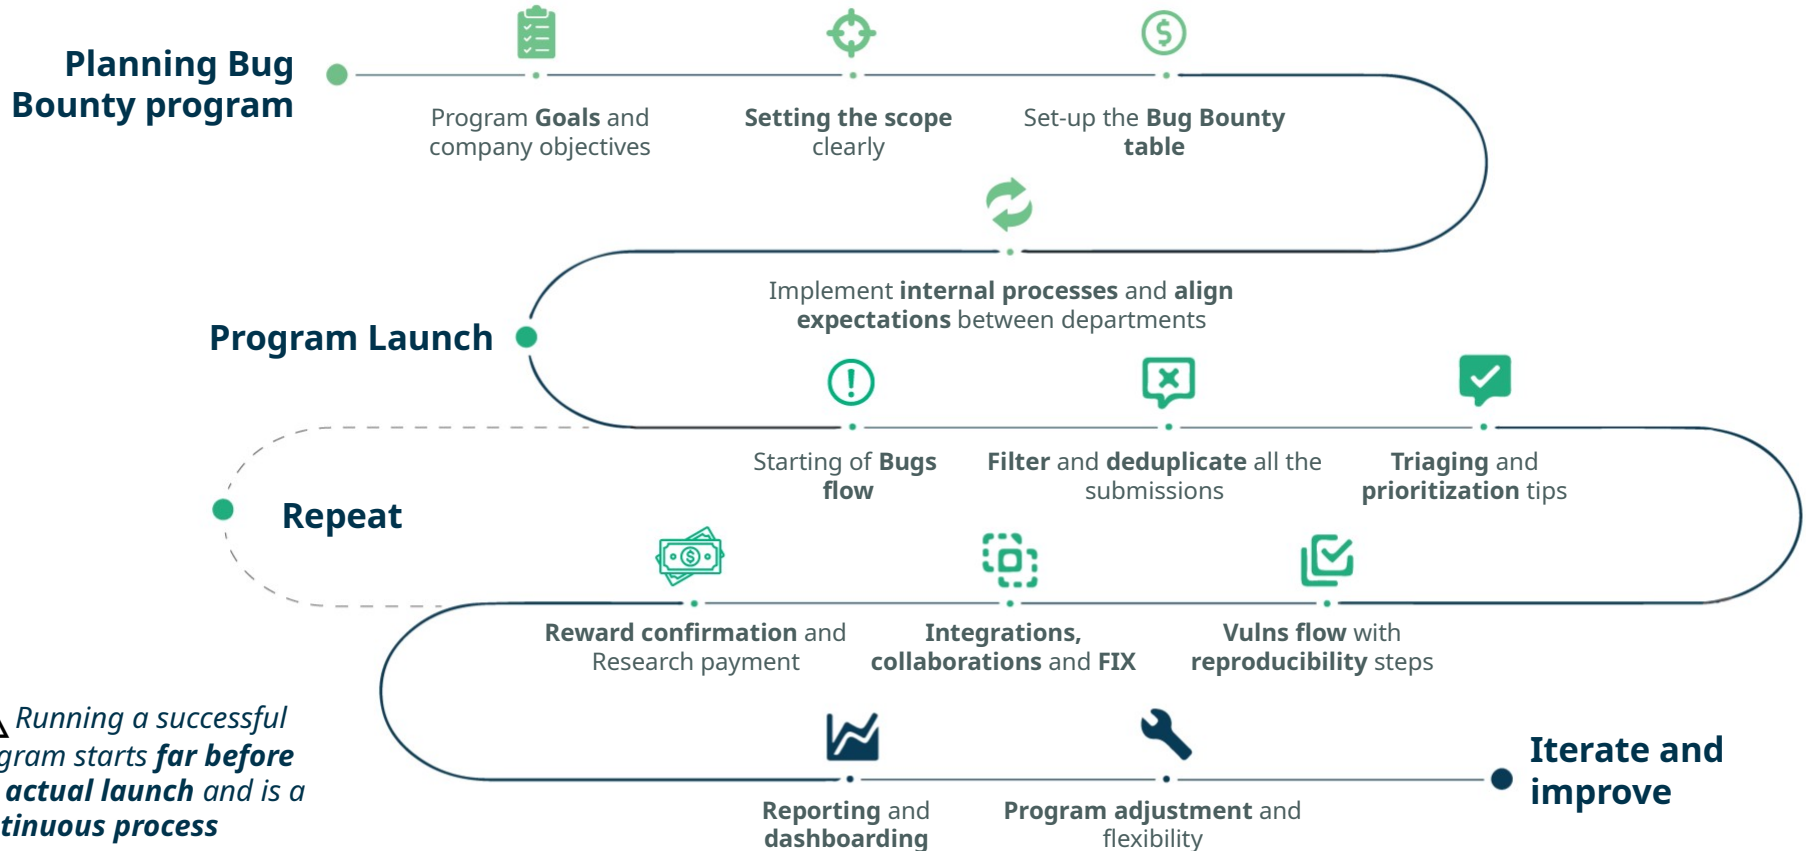 Planning Bug
Bounty program
Program Goals and
company objectives
Setting the scope
clearly
Set-up the Bug Bounty
table
Implement internal processes and align
expectations between departments
Program Launch
Starting of Bugs
flow
Filter and deduplicate all the
submissions
Triaging and
prioritization tips
Repeat
Reward confirmation and
Research payment
Integrations,
collaborations and FIX
Vulns flow with
reproducibility steps
Running a successful
starts far before
actual launch and is a
process
Reporting and
dashboarding
Program adjustment and
flexibility
Iterate and
improve